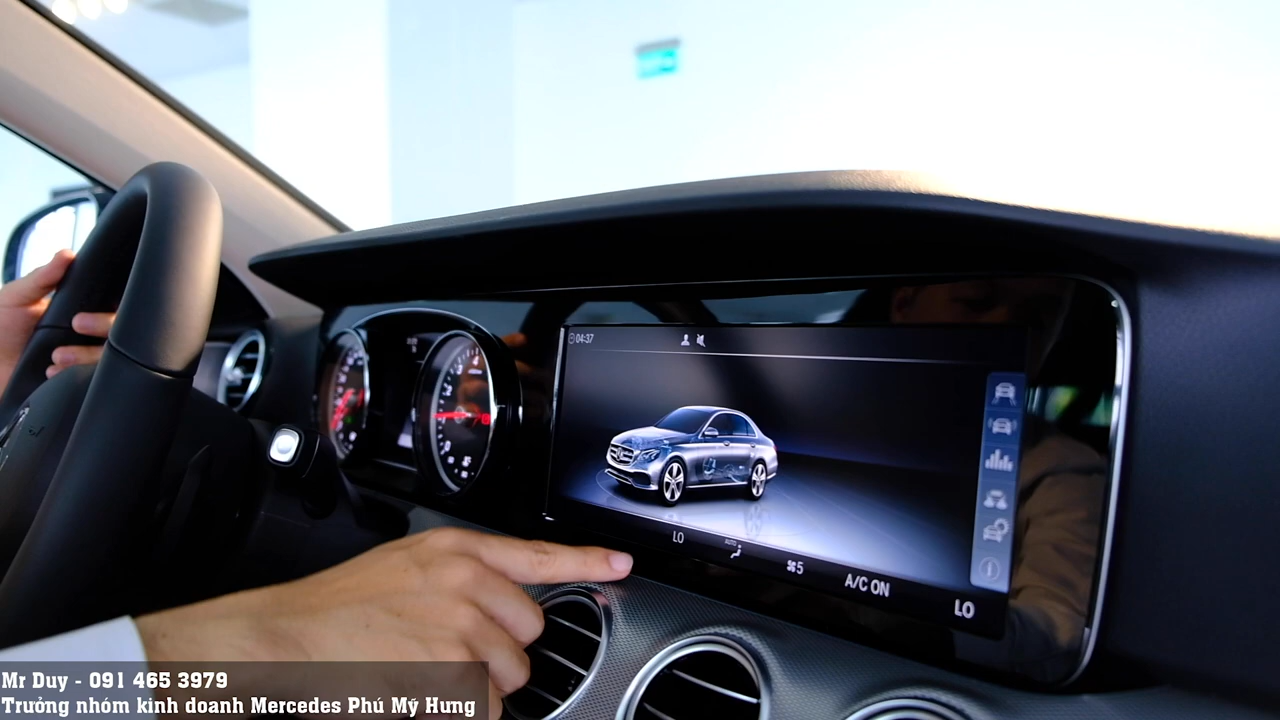 04:37
LO
AUTO
5
A/C ON
LO
Mr Duy - 091 465 3979
Trưởng nhóm kinh doanh Mercedes Phú Mỹ Hưng